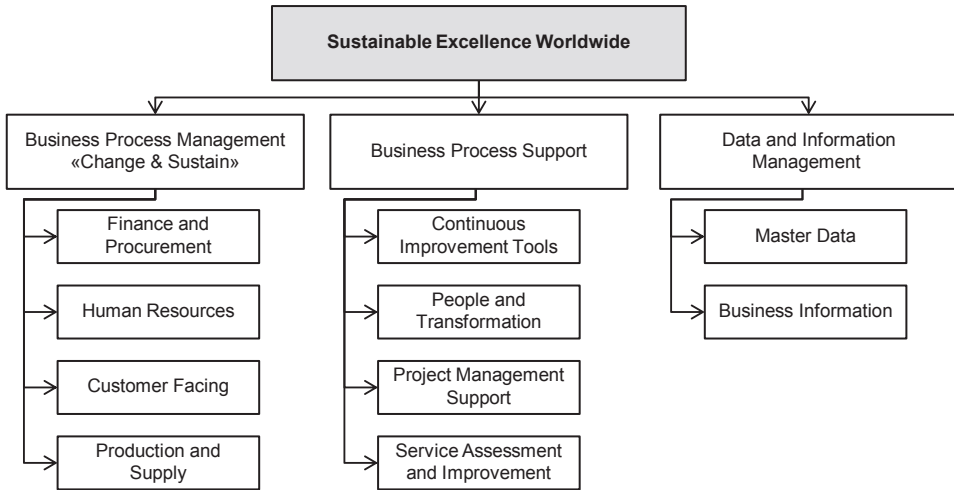 Sustainable Excellence Worldwide
Business Process Management
«Change & Sustain»
Business Process Support
Data and Information
Management
Finance and
Procurement
Human Resources
Customer Facing
Production and
Supply
Continuous
Improvement Tools
People and
Transformation
Project Management
Support
Service Assessment
and Improvement
Master Data
Business Information